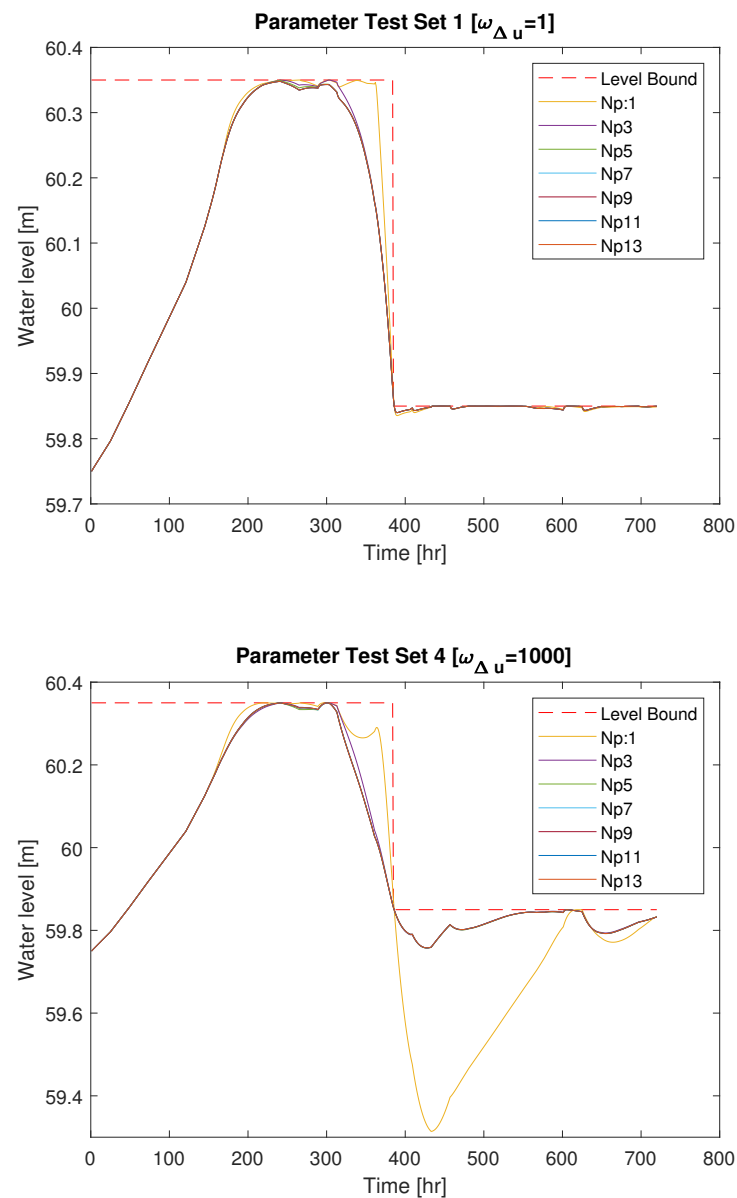 Parameter Test Set 1 [ω Δ u=1]
60.4
60.3
60.2
60.1
60
59.9
59.8
59.7
Water level [m]
0 100 200 300 400 500 600 700 800
Time [hr]
Level Bound
Np:1
Np3
Np5
Np7
Np9
Np11
Np13
Parameter Test Set 4 [ω Δ u=1000]
60.4
60.2
60
59.8
59.6
59.4
Water level [m]
0 100 200 300 400 500 600 700 800
Time [hr]
Level Bound
Np:1
Np3
Np5
Np7
Np9
Np11
Np13